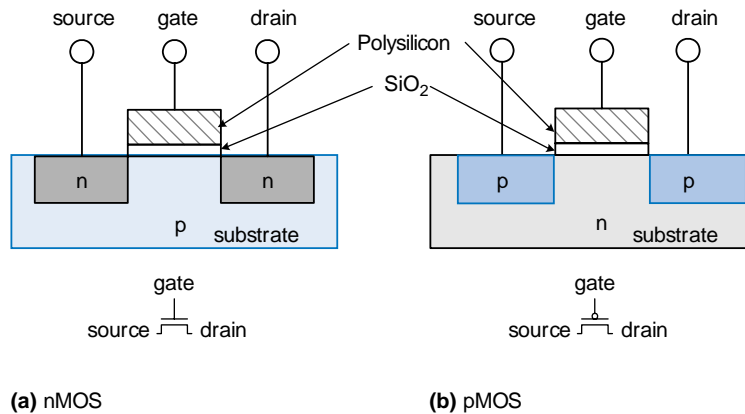 source gate drain
source gate drain
Polysilicon
SiO2
n
n
p
substrate
p
p
n
substrate
gate
source
drain
gate
source
drain
(a) nMOS
(b) pMOS